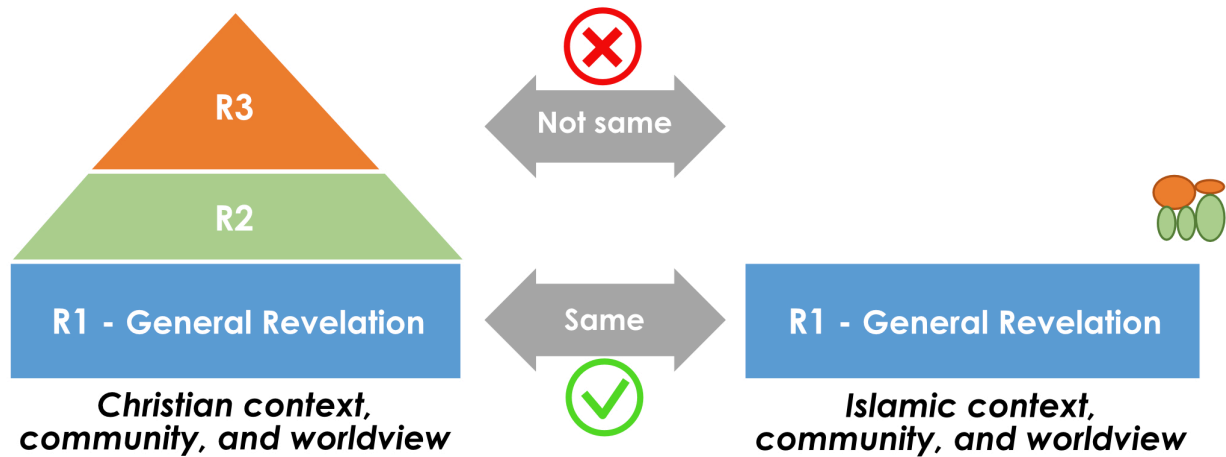 R3
Not same
R2
R1 - General Revelation
Same
R1 - General Revelation
Christian context,
community, and worldview
Islamic context,
community, and worldview